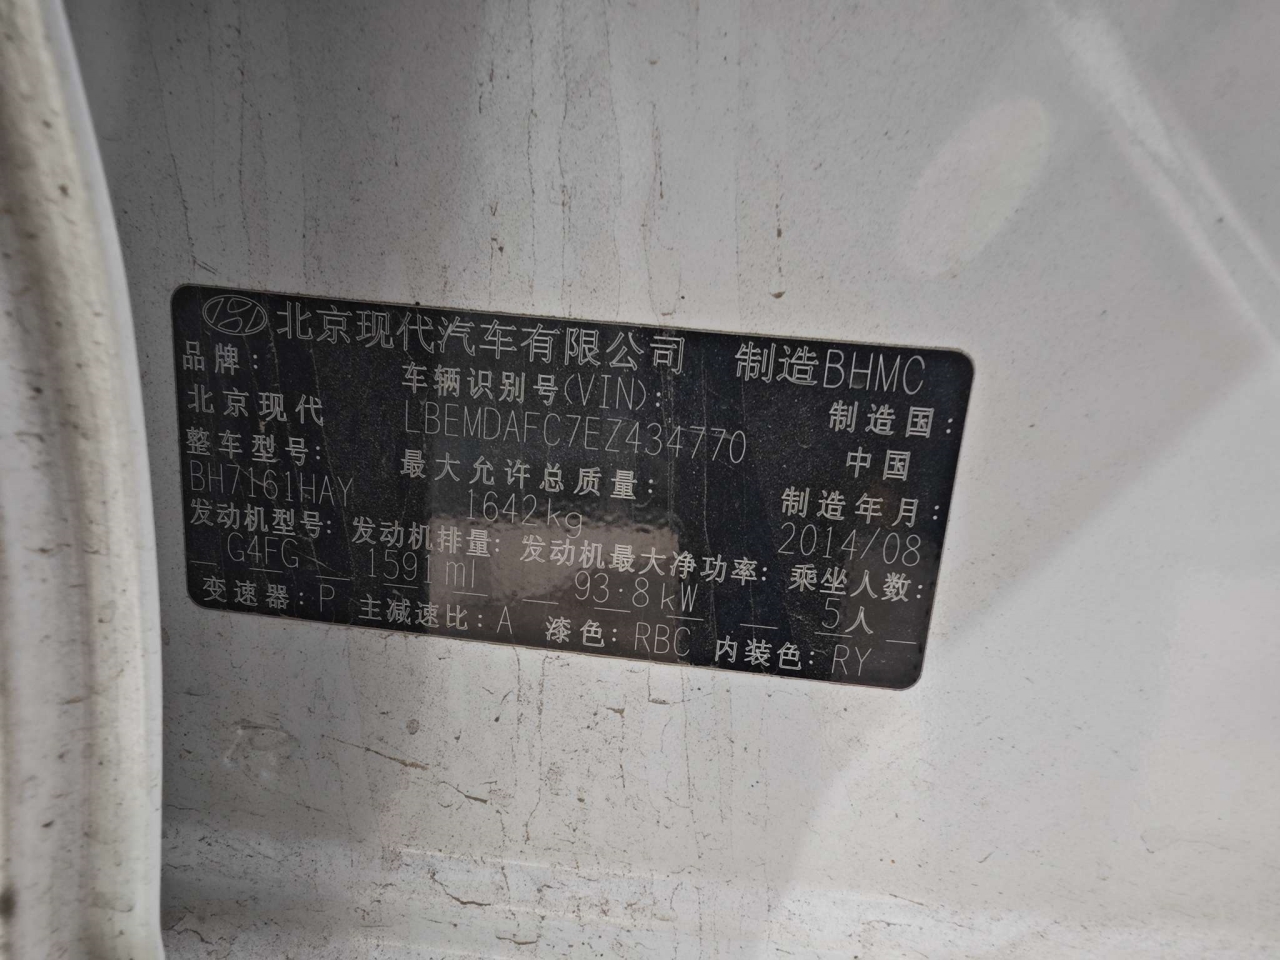 北京现代汽车有限公司 制造BHMC
品牌： 车辆识别号(VIN)： 制造国：
北京现代 LBEMDAFC7EZ434770 中国
整车型号： 最大允许总质量： 制造年月：
BH7161HAY 1642kg 2014/08
发动机型号： 发动机排量： 发动机最大净功率： 乘坐人数：
G4FG 1591ml 93.8kW 5人
变速器：P 主减速比：A 漆色：RBC 内装色：RY